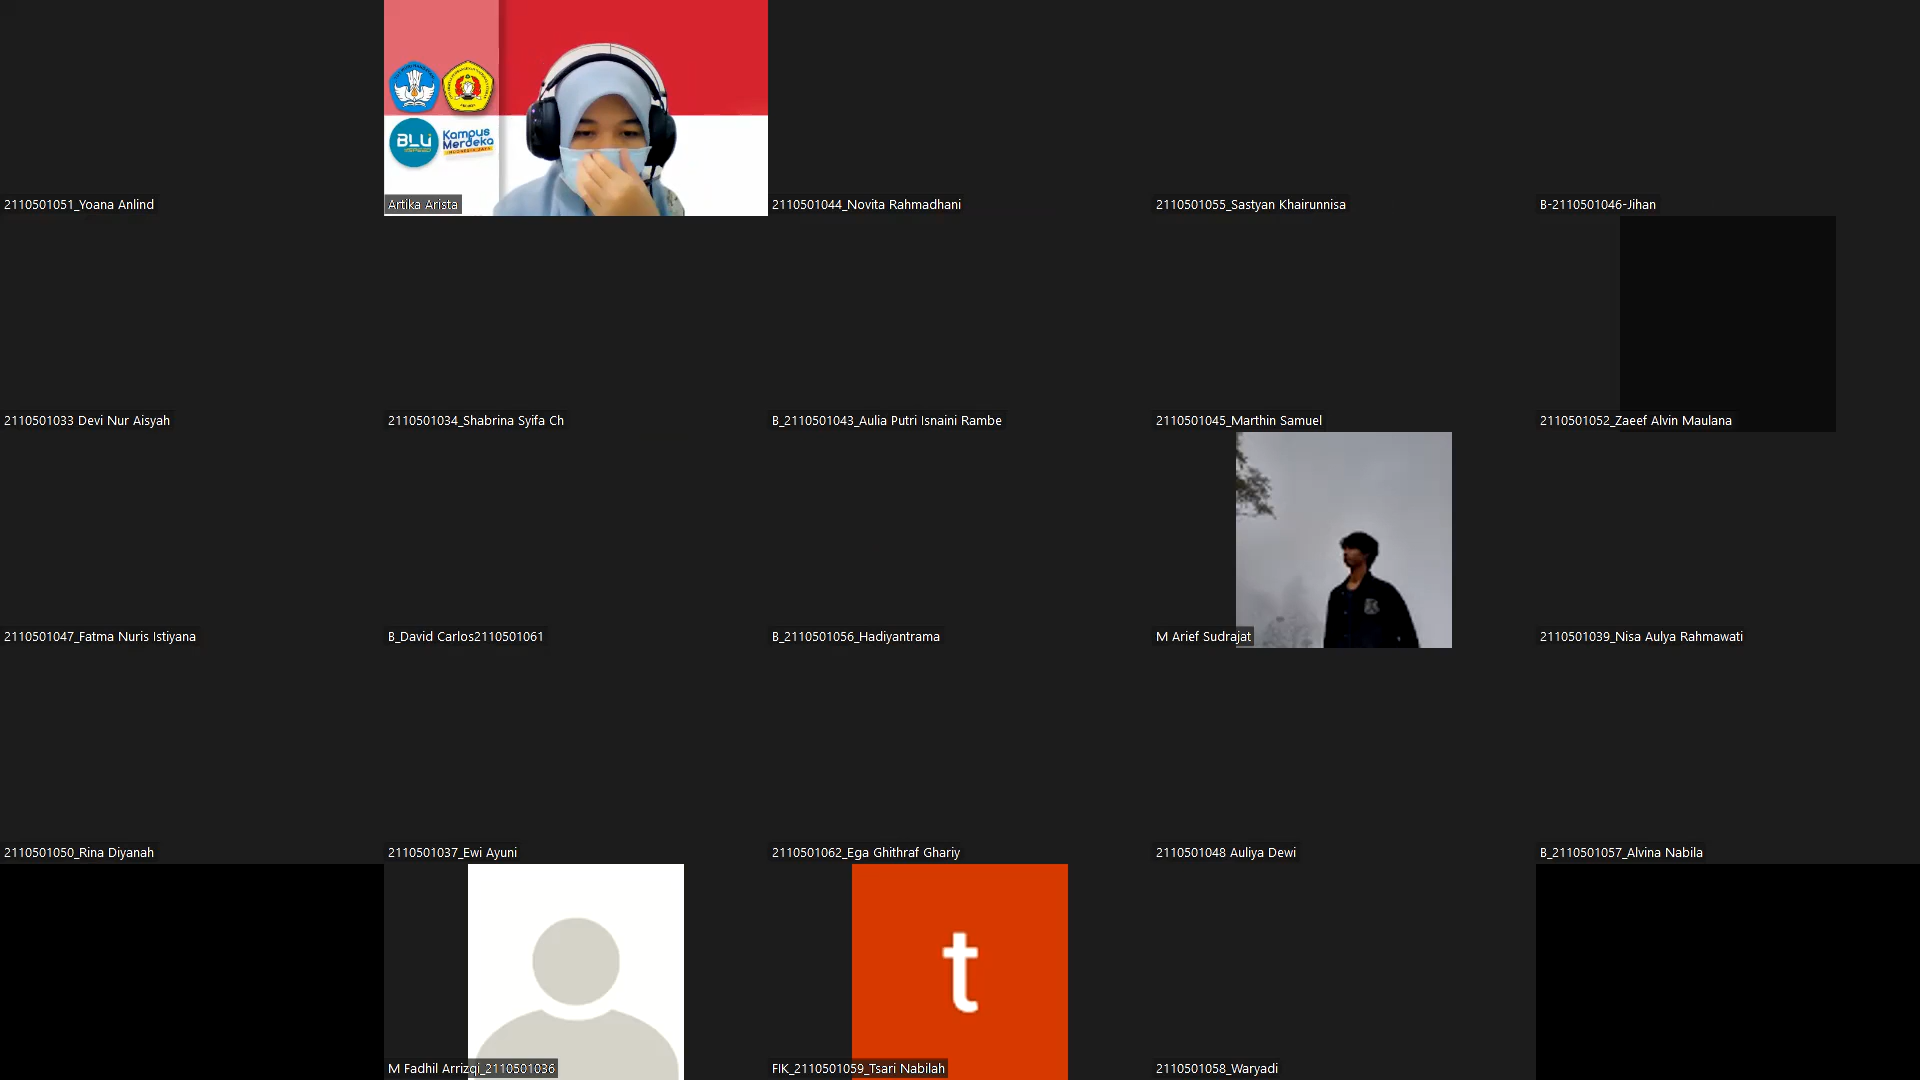 BLU
SPEED
Kampus
Merdeka
INDONESIA JAYA
2110501051_Yoana Anlind
Artika Arista
2110501044_Novita Rahmadhani
2110501055_Sastyan Khairunnisa
B-2110501046-Jihan
2110501033 Devi Nur Aisyah
2110501034_Shabrina Syifa Ch
B_2110501043_Aulia Putri Isnaini Rambe
2110501045_Marthin Samuel
2110501052_Zaeef Alvin Maulana
2110501047_Fatma Nuris Istiyana
B_David Carlos2110501061
B_2110501056_Hadiyantrama
M Arief Sudrajat
2110501039_Nisa Aulya Rahmawati
2110501050_Rina Diyanah
2110501037_Ewi Ayuni
2110501062_Ega Ghithraf Ghariy
2110501048 Auliya Dewi
B_2110501057_Alvina Nabila
t
M Fadhil Arrizqi_2110501036
FIK_2110501059_Tsari Nabilah
2110501058_Waryadi